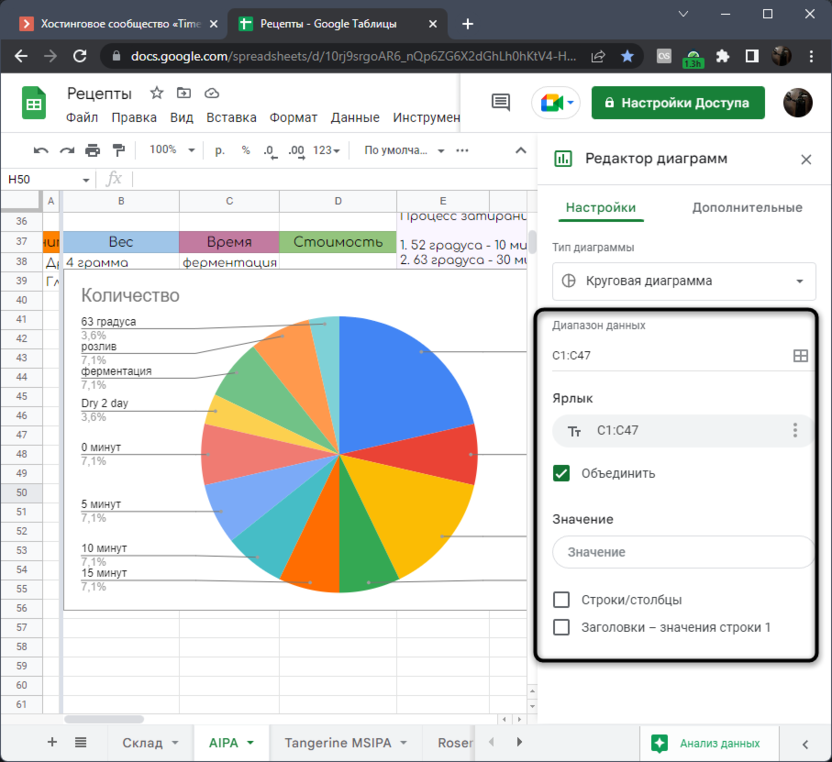 Хостинговое сообщество «Time
Рецепты - Google Таблицы
docs.google.com/spreadsheets/d/10rj9srgoAR6_nQp6ZG6X2dGhLh0hKtV4-H...
OS
1.3h
Рецепты
Файл Правка Вид Вставка Формат Данные Инструмен
Настройки Доступа
100% р. % .0 .00 123 По умолча...
H50
fx
A B C D E
36
Процесс затирани
37
Вес Время Стоимость
1. 52 градуса - 10 ми
38
4 грамма ферментация
2. 63 градуса - 30 ми
39
40
41
42
43
44
45
46
47
48
49
50
51
52
53
54
55
56
57
58
59
60
61
Количество
63 градуса
3,6%
розлив
7,1%
ферментация
7,1%
Dry 2 day
3,6%
0 минут
7,1%
5 минут
7,1%
10 минут
7,1%
15 минут
7,1%
Редактор диаграмм
Настройки Дополнительные
Тип диаграммы
Круговая диаграмма
Диапазон данных
C1:C47
Ярлык
Tт C1:C47
Объединить
Значение
Значение
Строки/столбцы
Заголовки – значения строки 1
Склад AIPA Tangerine MSIPA Roser
Анализ данных